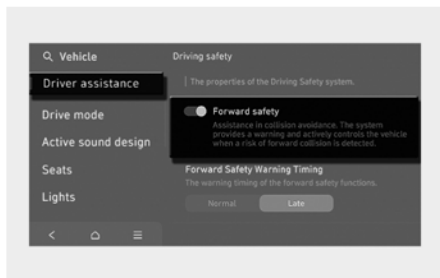 Vehicle
Driving safety
Driver assistance
The properties of the Driving Safety system.
Forward safety
Assistance in collision avoidance. The system
provides a warning and actively controls the vehicle
when a risk of forward collision is detected.
Drive mode
Active sound design
Seats
Forward Safety Warning Timing
The warning timing of the forward safety functions.
Lights
Normal
Late